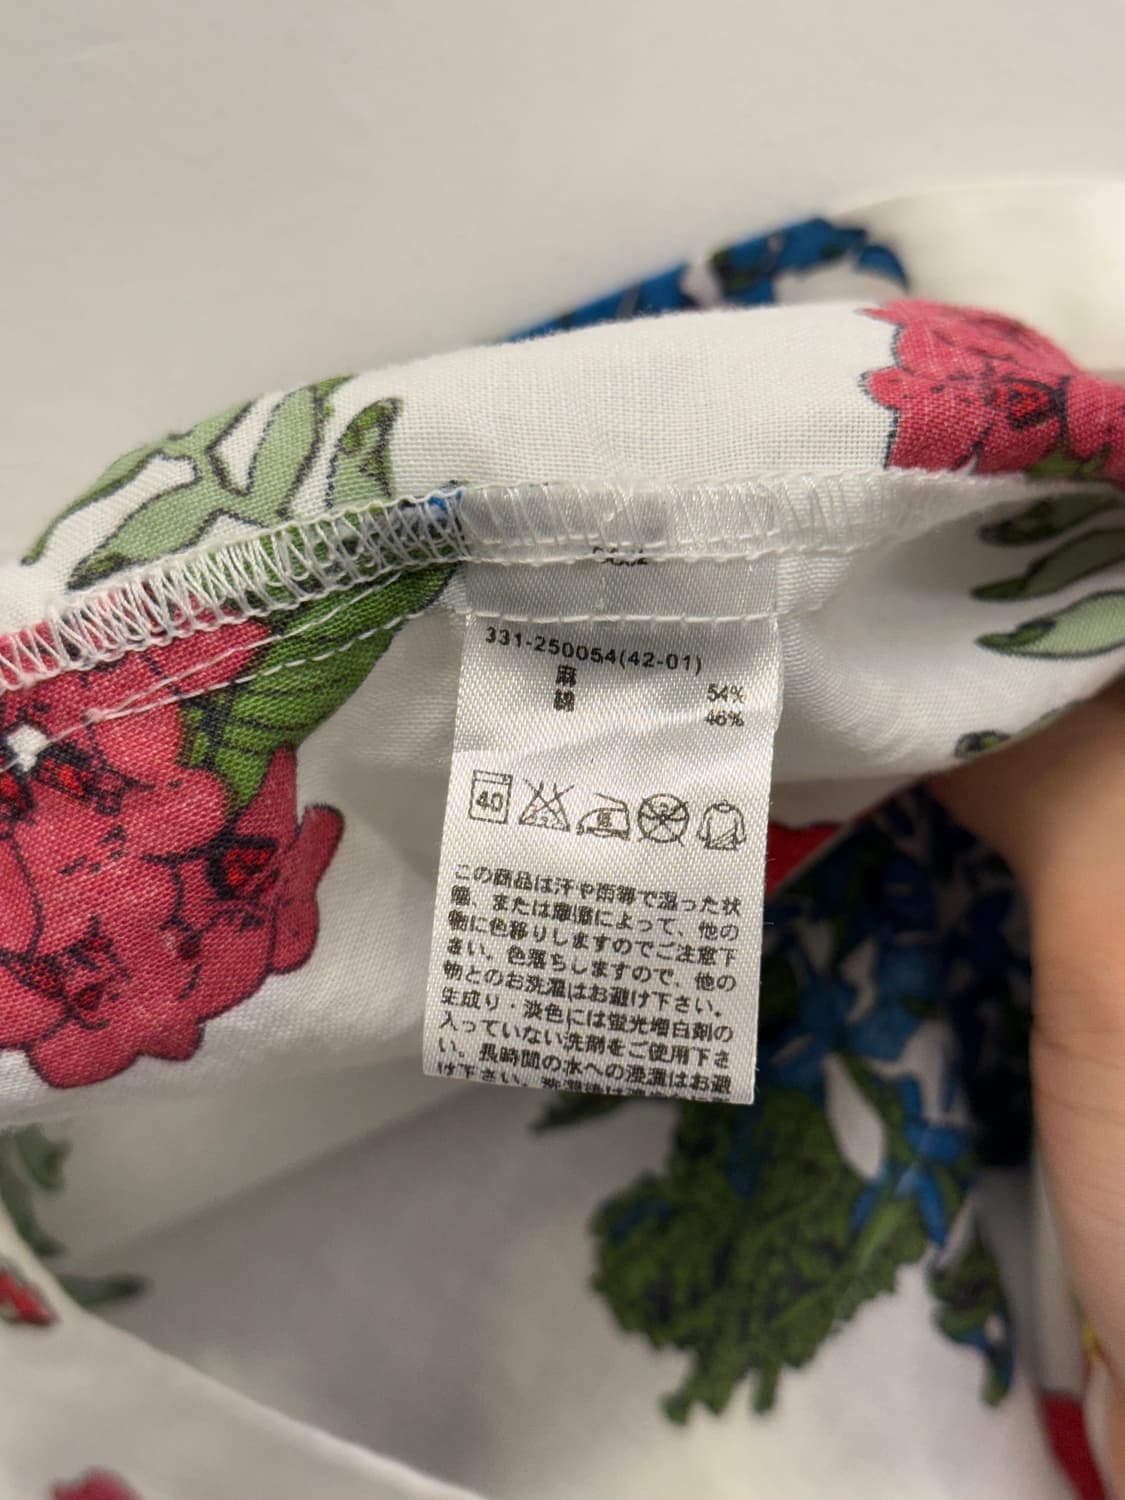 331-250054(42-01)
麻 54%
綿 46%
40
この商品は汗や雨等で湿った状
態、または摩擦によって、他の
物に色移りしますのでご注意下
さい。色落ちしますので、他の
物とのお洗濯はお避け下さい。
生成り・淡色には蛍光増白剤の
入っていない洗剤をご使用下さ
い。長時間の水への浸漬はお避
け下さい。